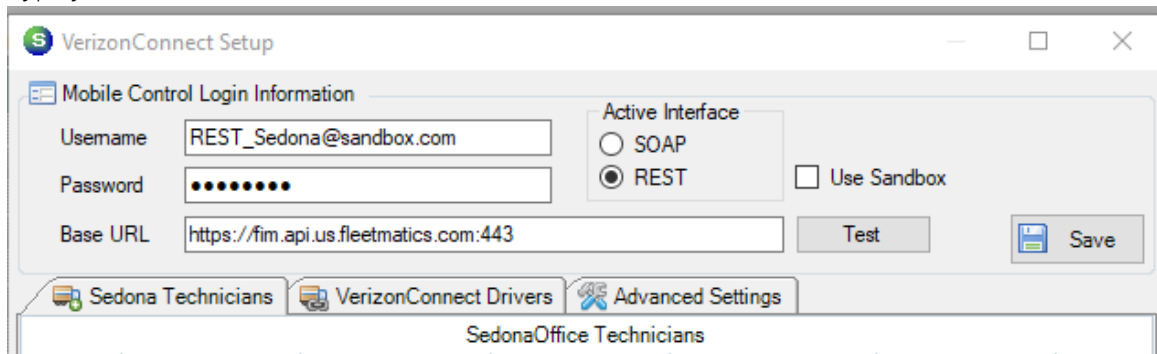 VerizonConnect Setup
Mobile Control Login Information
Active Interface
Username REST_Sedona@sandbox.com
SOAP
Password ●●●●●●●●
REST
Use Sandbox
Base URL https://fim.api.us.fleetmatics.com:443
Test
Save
Sedona Technicians VerizonConnect Drivers Advanced Settings
SedonaOffice Technicians